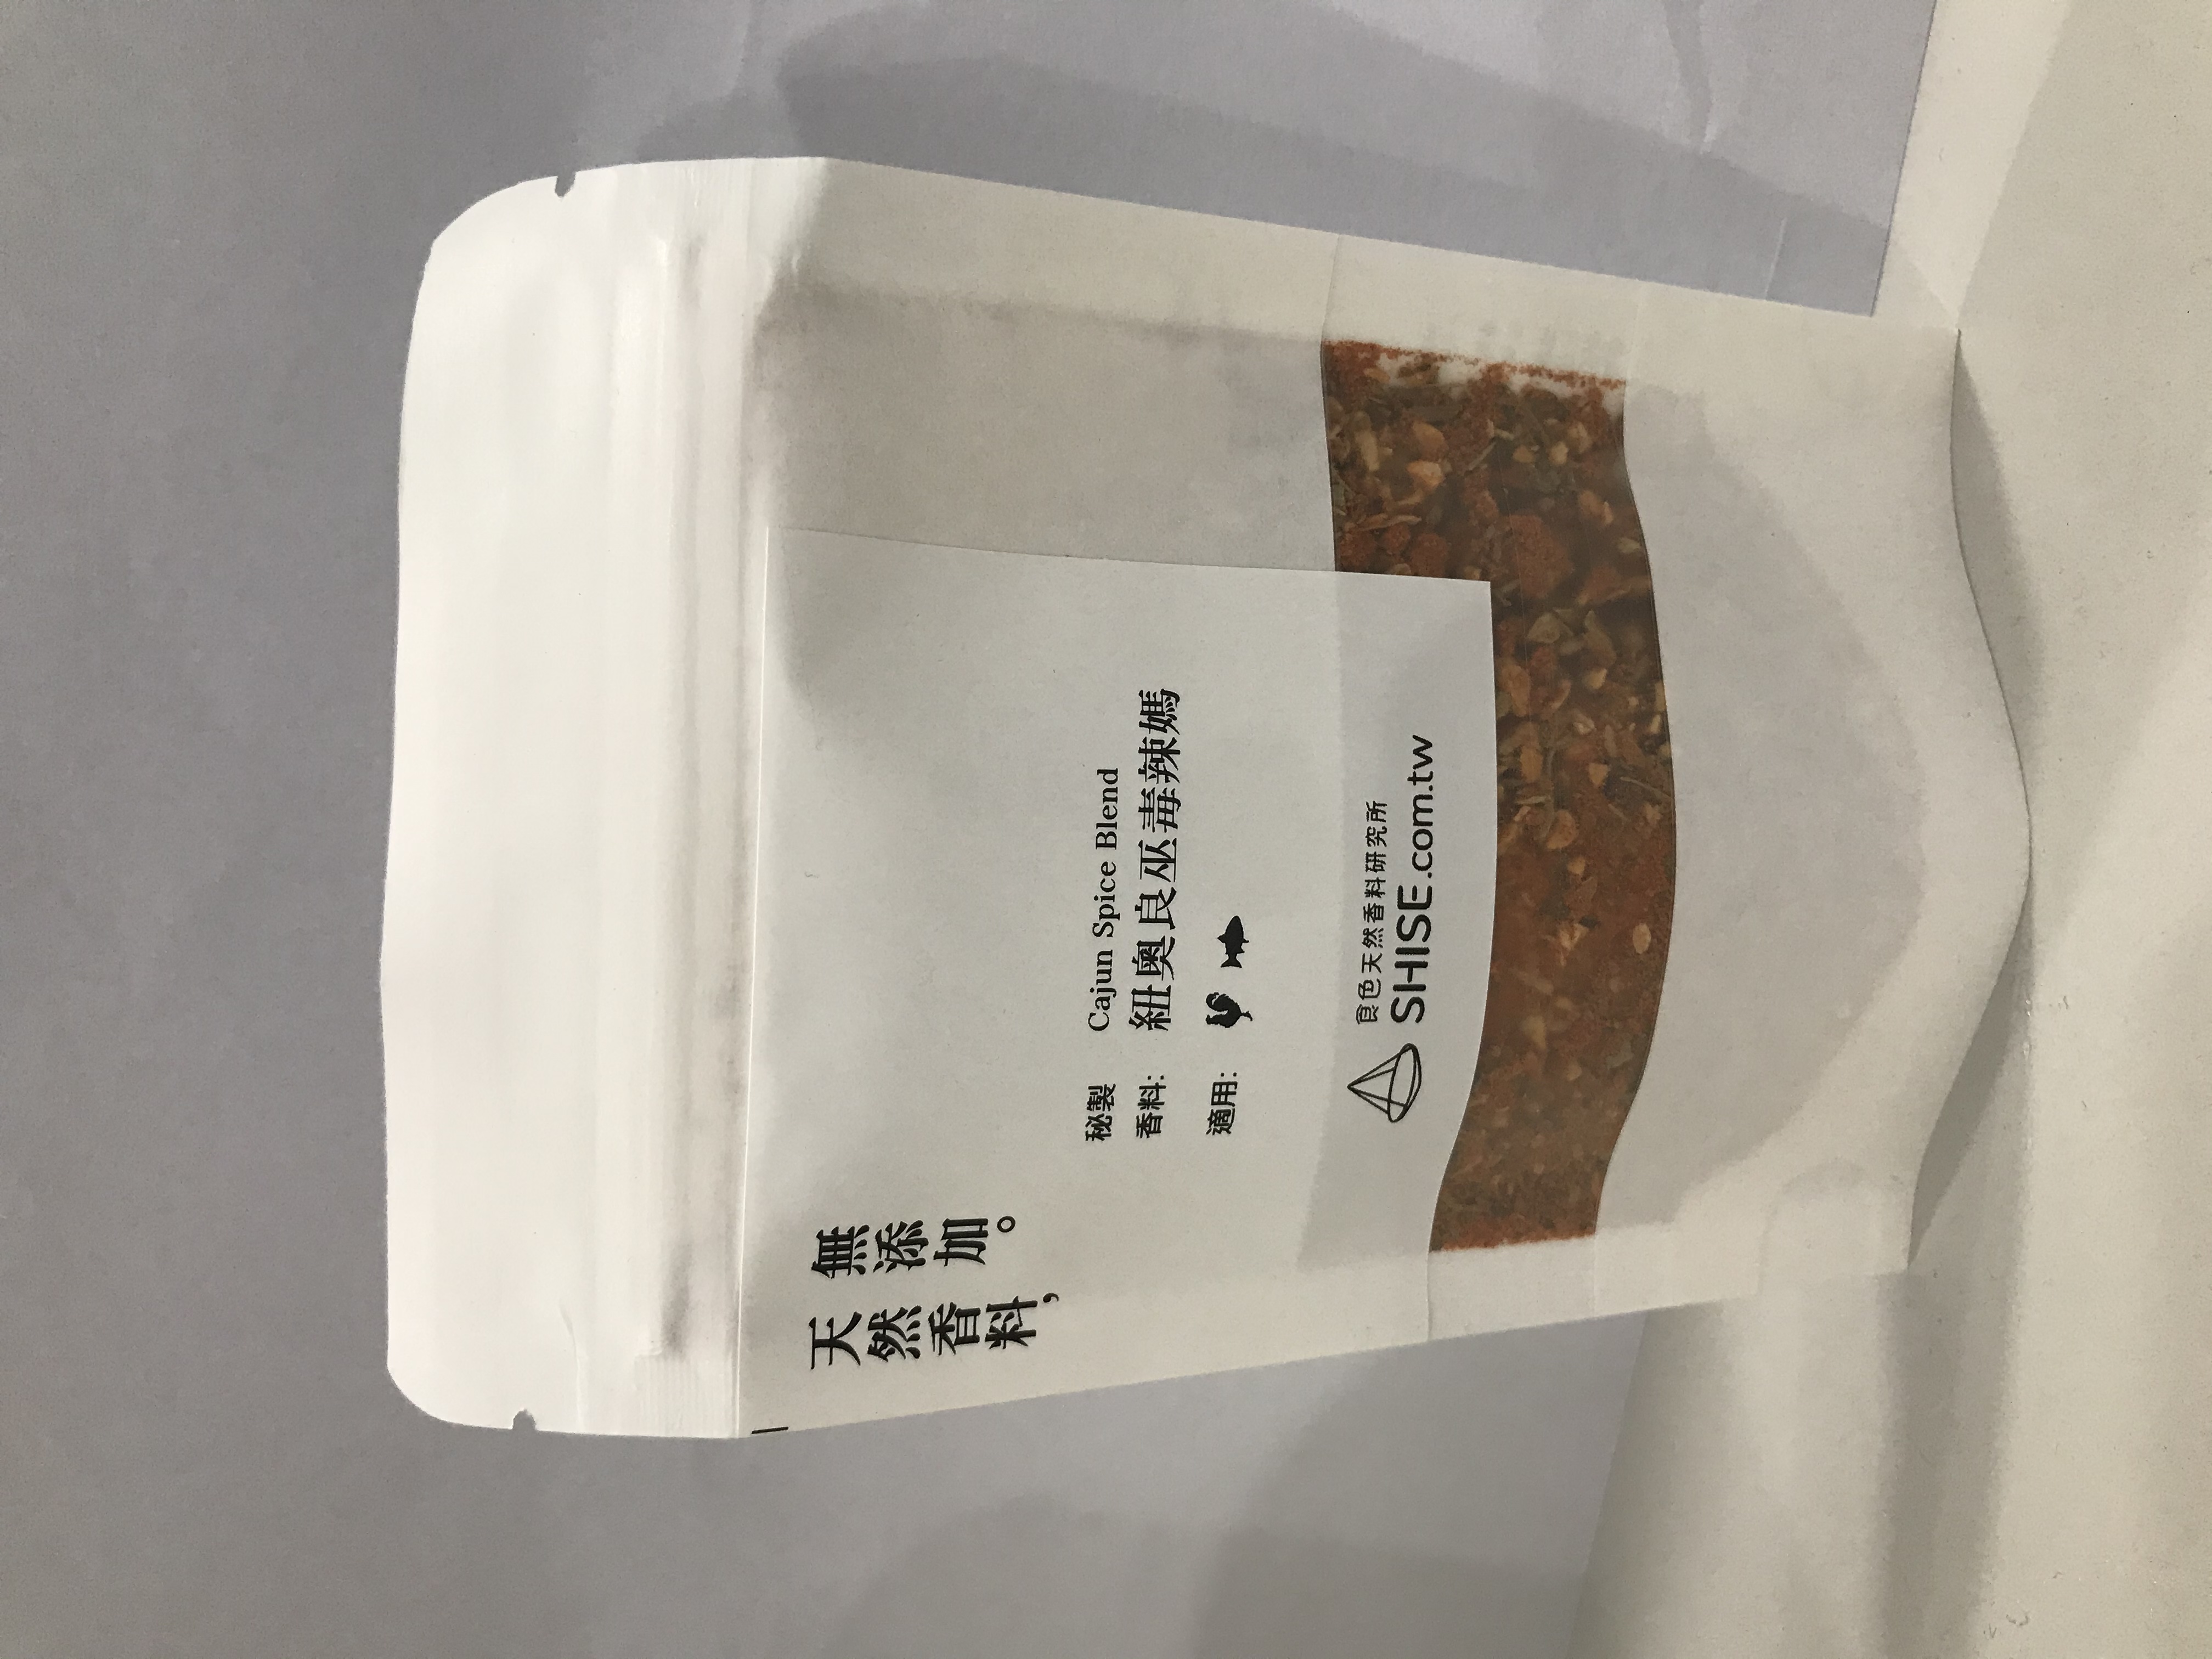 天然香料，
無添加。
秘製香料：
Cajun Spice Blend
紐奧良巫毒辣媽
適用：
食色天然香料研究所
SHISE.com.tw